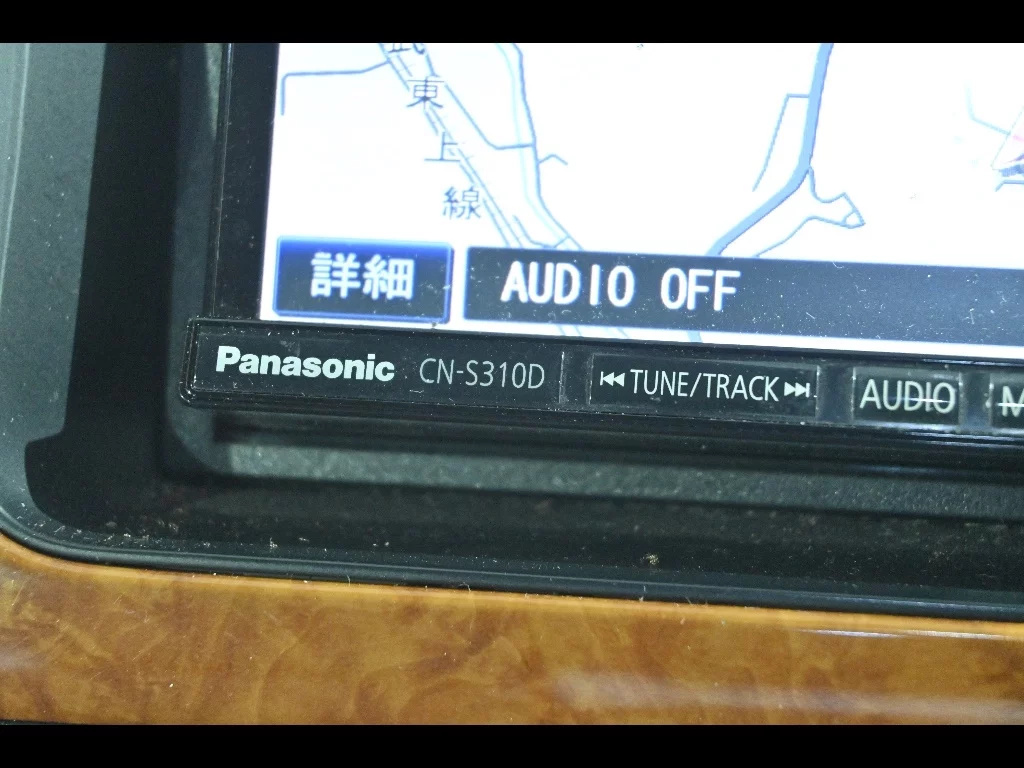 東
上
線
詳細 AUDIO OFF
Panasonic CN-S310D ⏮ TUNE/TRACK ⏭ AUDIO M